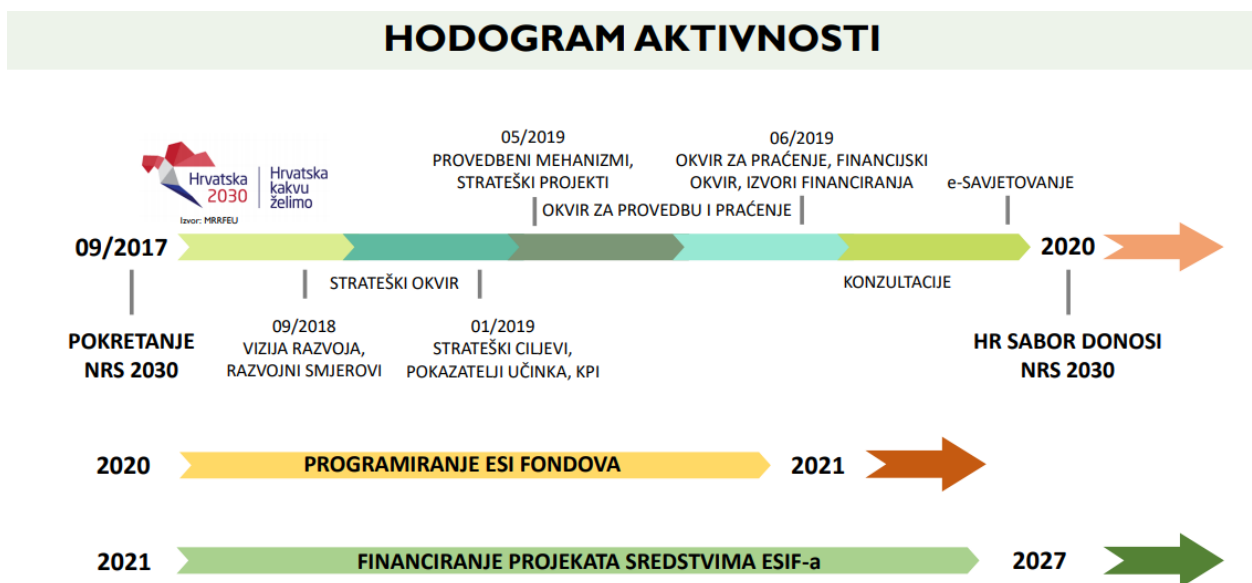 HODOGRAM AKTIVNOSTI
Hrvatska
2030
Hrvatska
kakvu
želimo
Izvor: MRRFEU
05/2019
PROVEDBENI MEHANIZMI,
STRATEŠKI PROJEKTI
06/2019
OKVIR ZA PRAĆENJE, FINANCIJSKI
OKVIR, IZVORI FINANCIRANJA
e-SAVJETOVANJE
OKVIR ZA PROVEDBU I PRAĆENJE
09/2017
2020
STRATEŠKI OKVIR
KONZULTACIJE
POKRETANJE
NRS 2030
09/2018
VIZIJA RAZVOJA,
RAZVOJNI SMJEROVI
01/2019
STRATEŠKI CILJEVI,
POKAZATELJI UČINKA, KPI
HR SABOR DONOSI
NRS 2030
2020
PROGRAMIRANJE ESI FONDOVA
2021
2021
FINANCIRANJE PROJEKATA SREDSTVIMA ESIF-a
2027